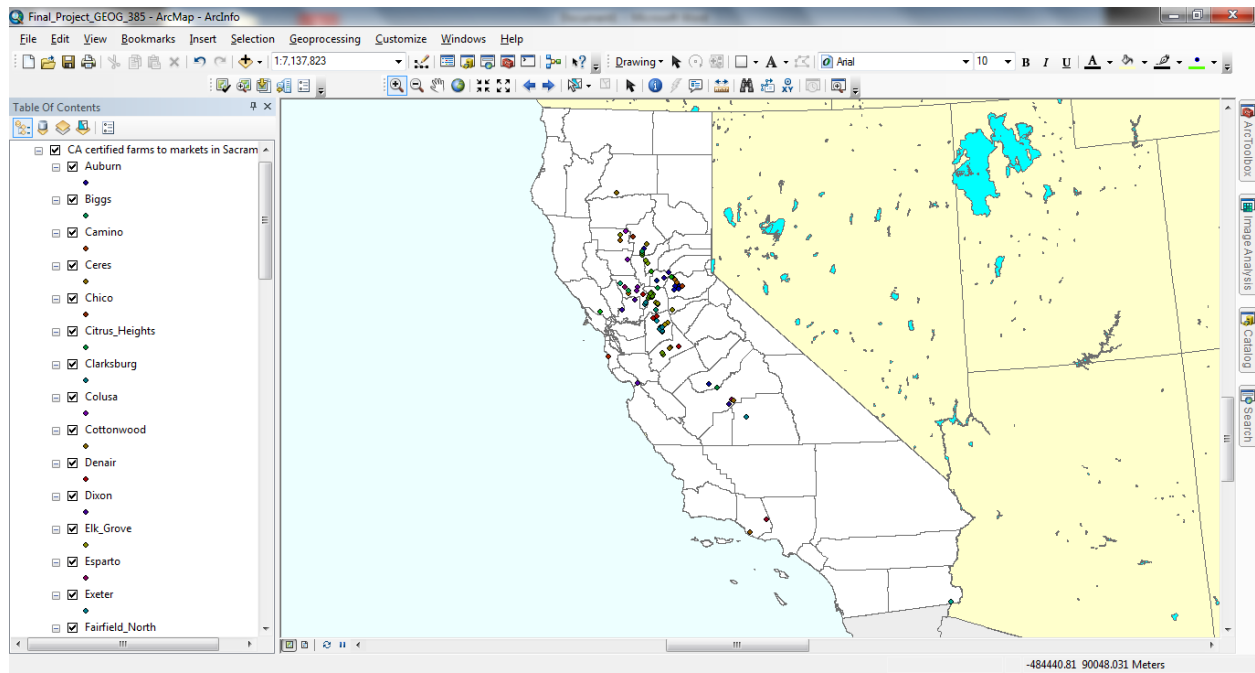 Final_Project_GEOG_385 - ArcMap - ArcInfo
File Edit View Bookmarks Insert Selection Geoprocessing Customize Windows Help
1:7,137,823 Drawing Arial 10 B I U A
Table Of Contents
CA certified farms to markets in Sacram
Auburn
Biggs
Camino
Ceres
Chico
Citrus_Heights
Clarksburg
Colusa
Cottonwood
Denair
Dixon
Elk_Grove
Esparto
Exeter
Fairfield_North
ArcToolbox
Image Analysis
Catalog
Search
-484440.81 90048.031 Meters